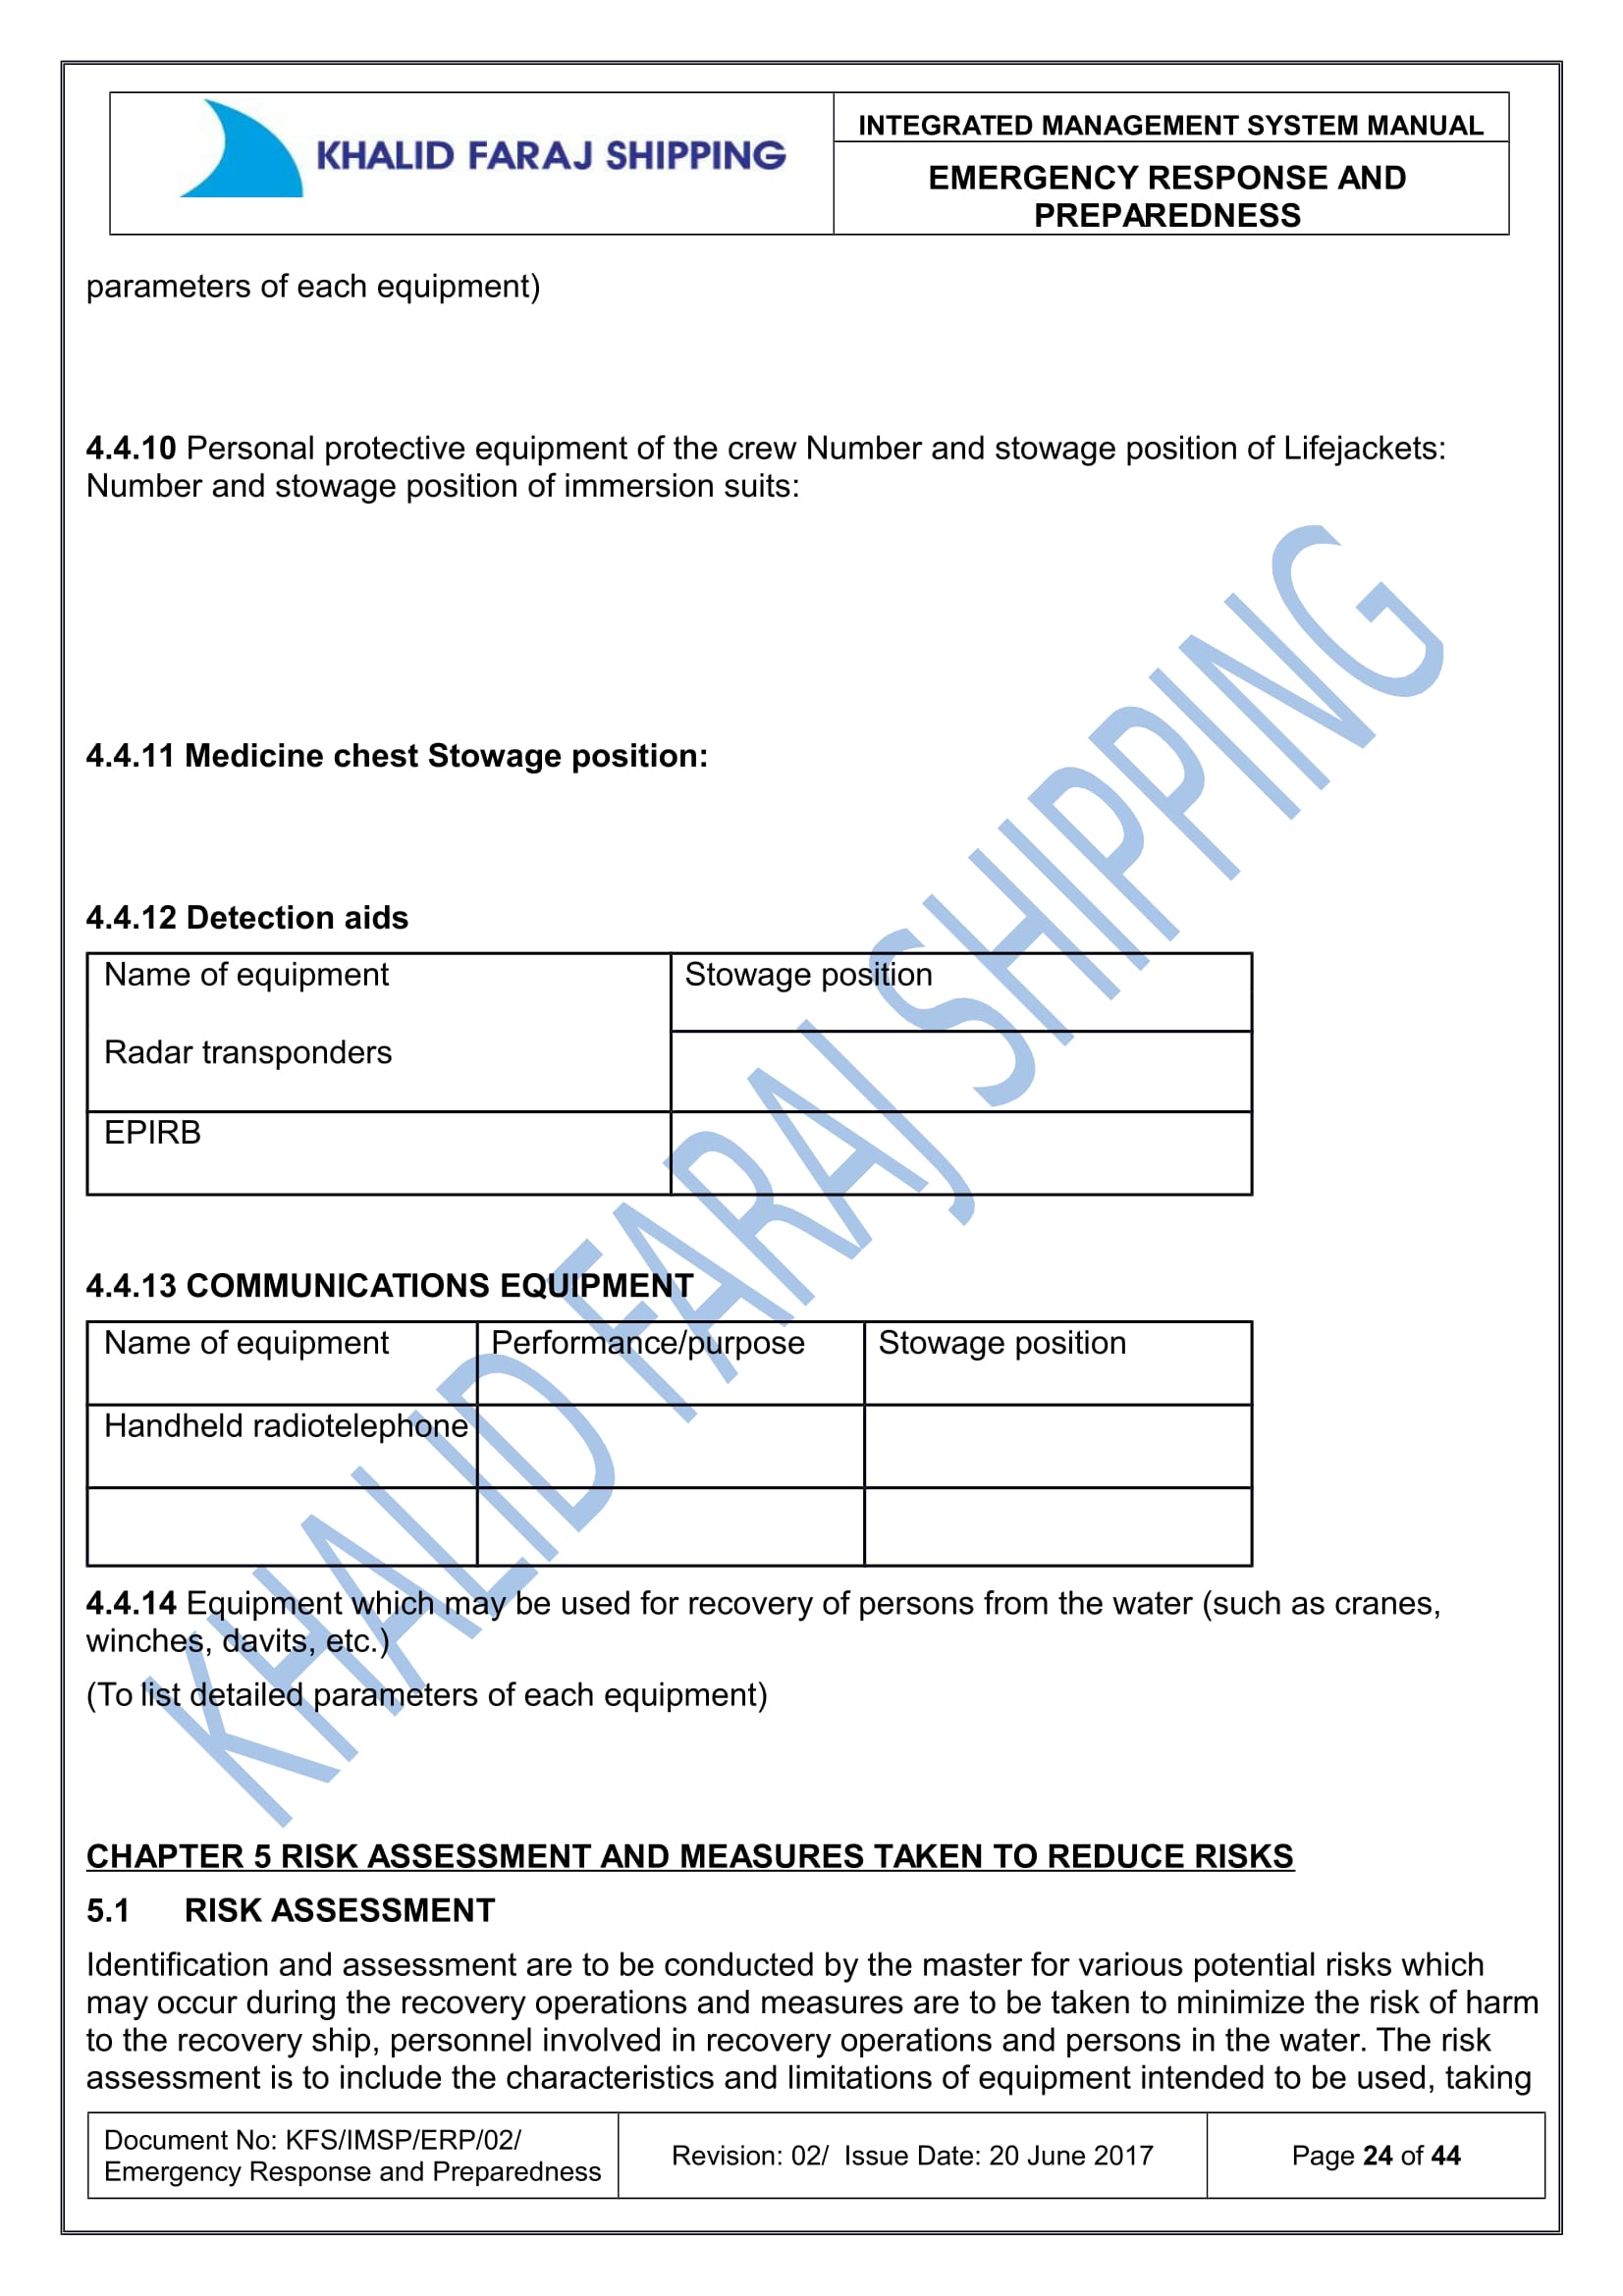 KHALID FARAJ SHIPPING
INTEGRATED MANAGEMENT SYSTEM MANUAL
EMERGENCY RESPONSE AND
PREPAREDNESS
parameters of each equipment)
4.4.10 Personal protective equipment of the crew Number and stowage position of Lifejackets:
Number and stowage position of immersion suits:
4.4.11 Medicine chest Stowage position:
4.4.12 Detection aids
Name of equipment Stowage position
Radar transponders
EPIRB
4.4.13 COMMUNICATIONS EQUIPMENT
Name of equipment Performance/purpose Stowage position
Handheld radiotelephone
4.4.14 Equipment which may be used for recovery of persons from the water (such as cranes,
winches, davits, etc.)
(To list detailed parameters of each equipment)
KHALID FARAJ SHIPPING
CHAPTER 5 RISK ASSESSMENT AND MEASURES TAKEN TO REDUCE RISKS
5.1 RISK ASSESSMENT
Identification and assessment are to be conducted by the master for various potential risks which
may occur during the recovery operations and measures are to be taken to minimize the risk of harm
to the recovery ship, personnel involved in recovery operations and persons in the water. The risk
assessment is to include the characteristics and limitations of equipment intended to be used, taking
Document No: KFS/IMSP/ERP/02/
Emergency Response and Preparedness
Revision: 02/ Issue Date: 20 June 2017
Page 24 of 44